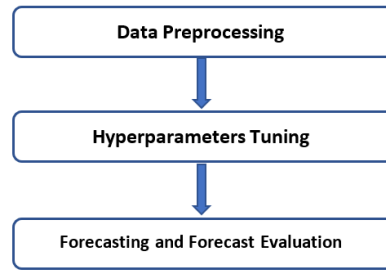 Data Preprocessing
Hyperparameters Tuning
Forecasting and Forecast Evaluation